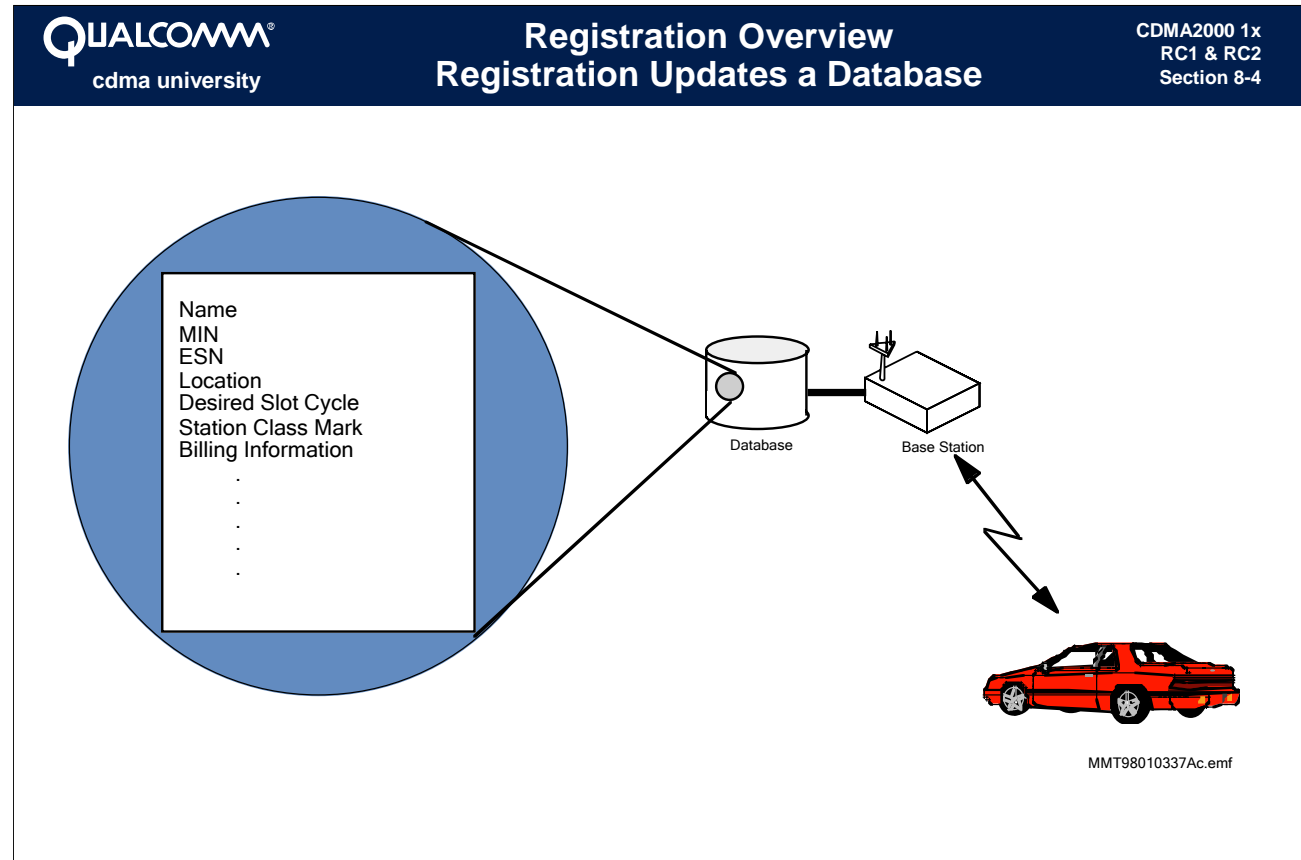 QUALCOMM®
cdma university
Registration Overview
Registration Updates a Database
CDMA2000 1x
RC1 & RC2
Section 8-4
Name
MIN
ESN
Location
Desired Slot Cycle
Station Class Mark
Billing Information
.
.
.
.
.
Database
Base Station
MMT98010337Ac.emf